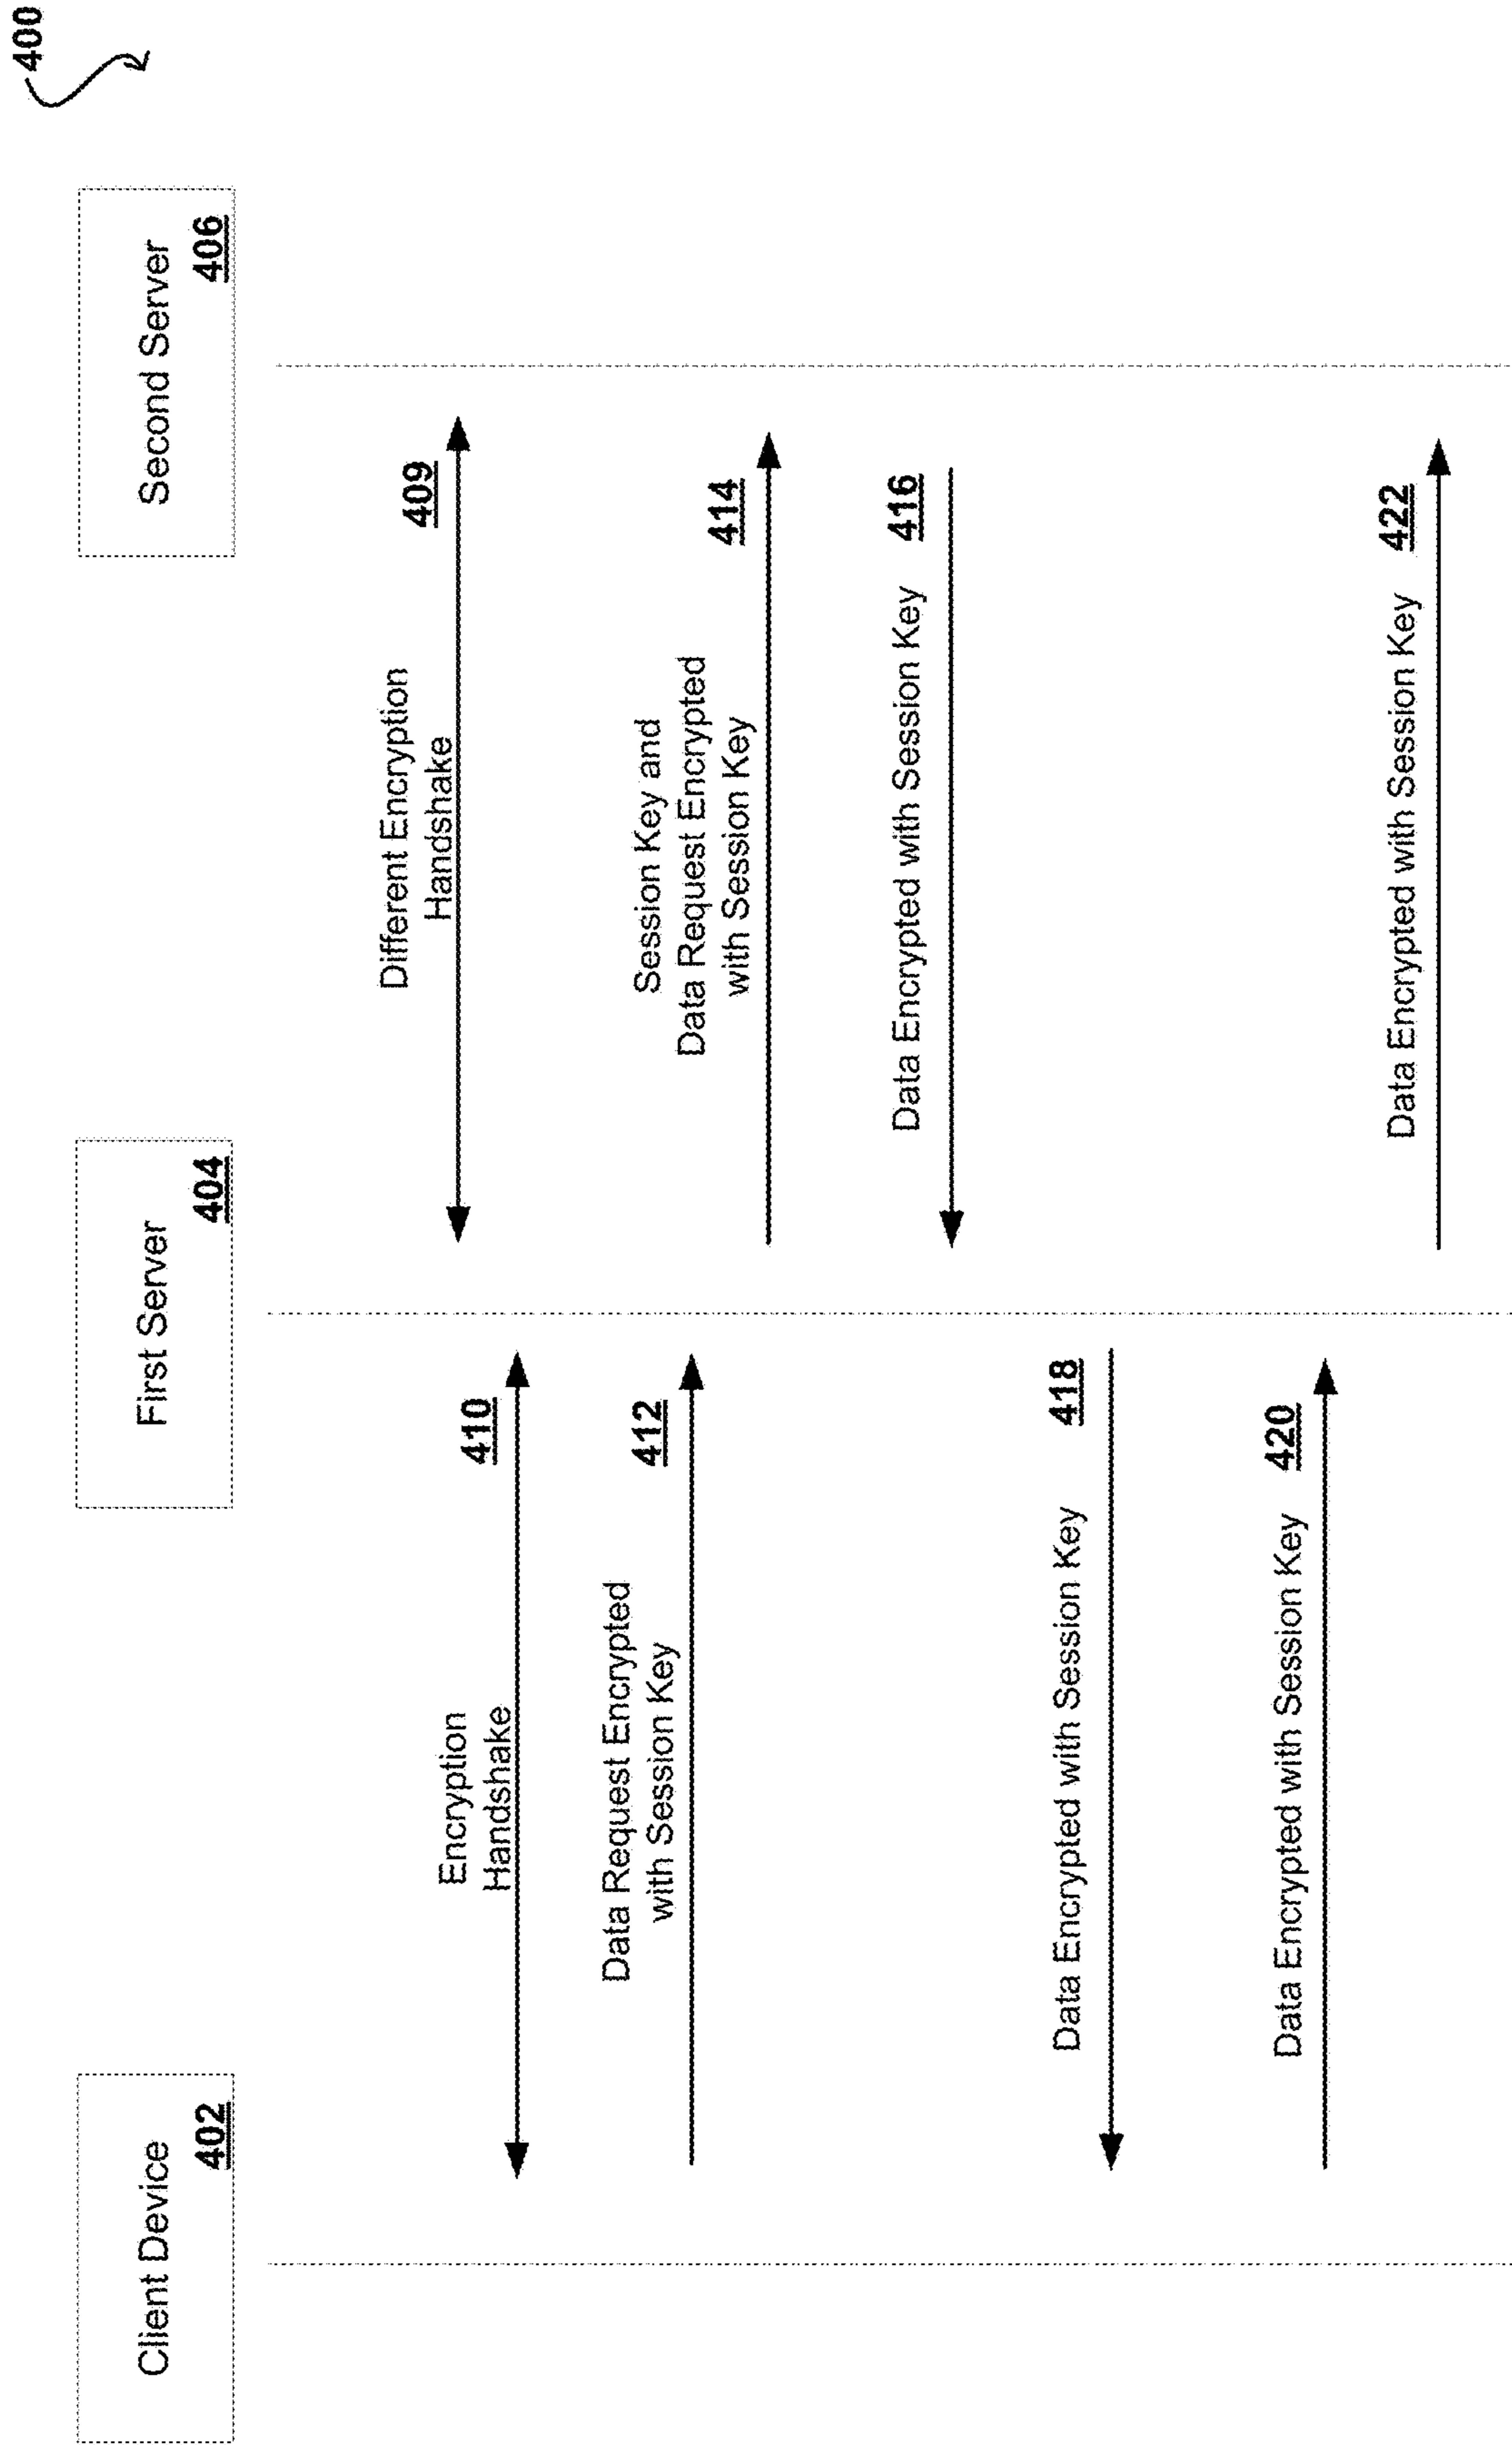 400
Client Device
402
First Server
404
Second Server
406
Different Encryption
Handshake
409
Encryption
Handshake
410
Data Request Encrypted
with Session Key
412
Session Key and
Data Request Encrypted
with Session Key
414
Data Encrypted with Session Key
416
Data Encrypted with Session Key
418
Data Encrypted with Session Key
420
Data Encrypted with Session Key
422